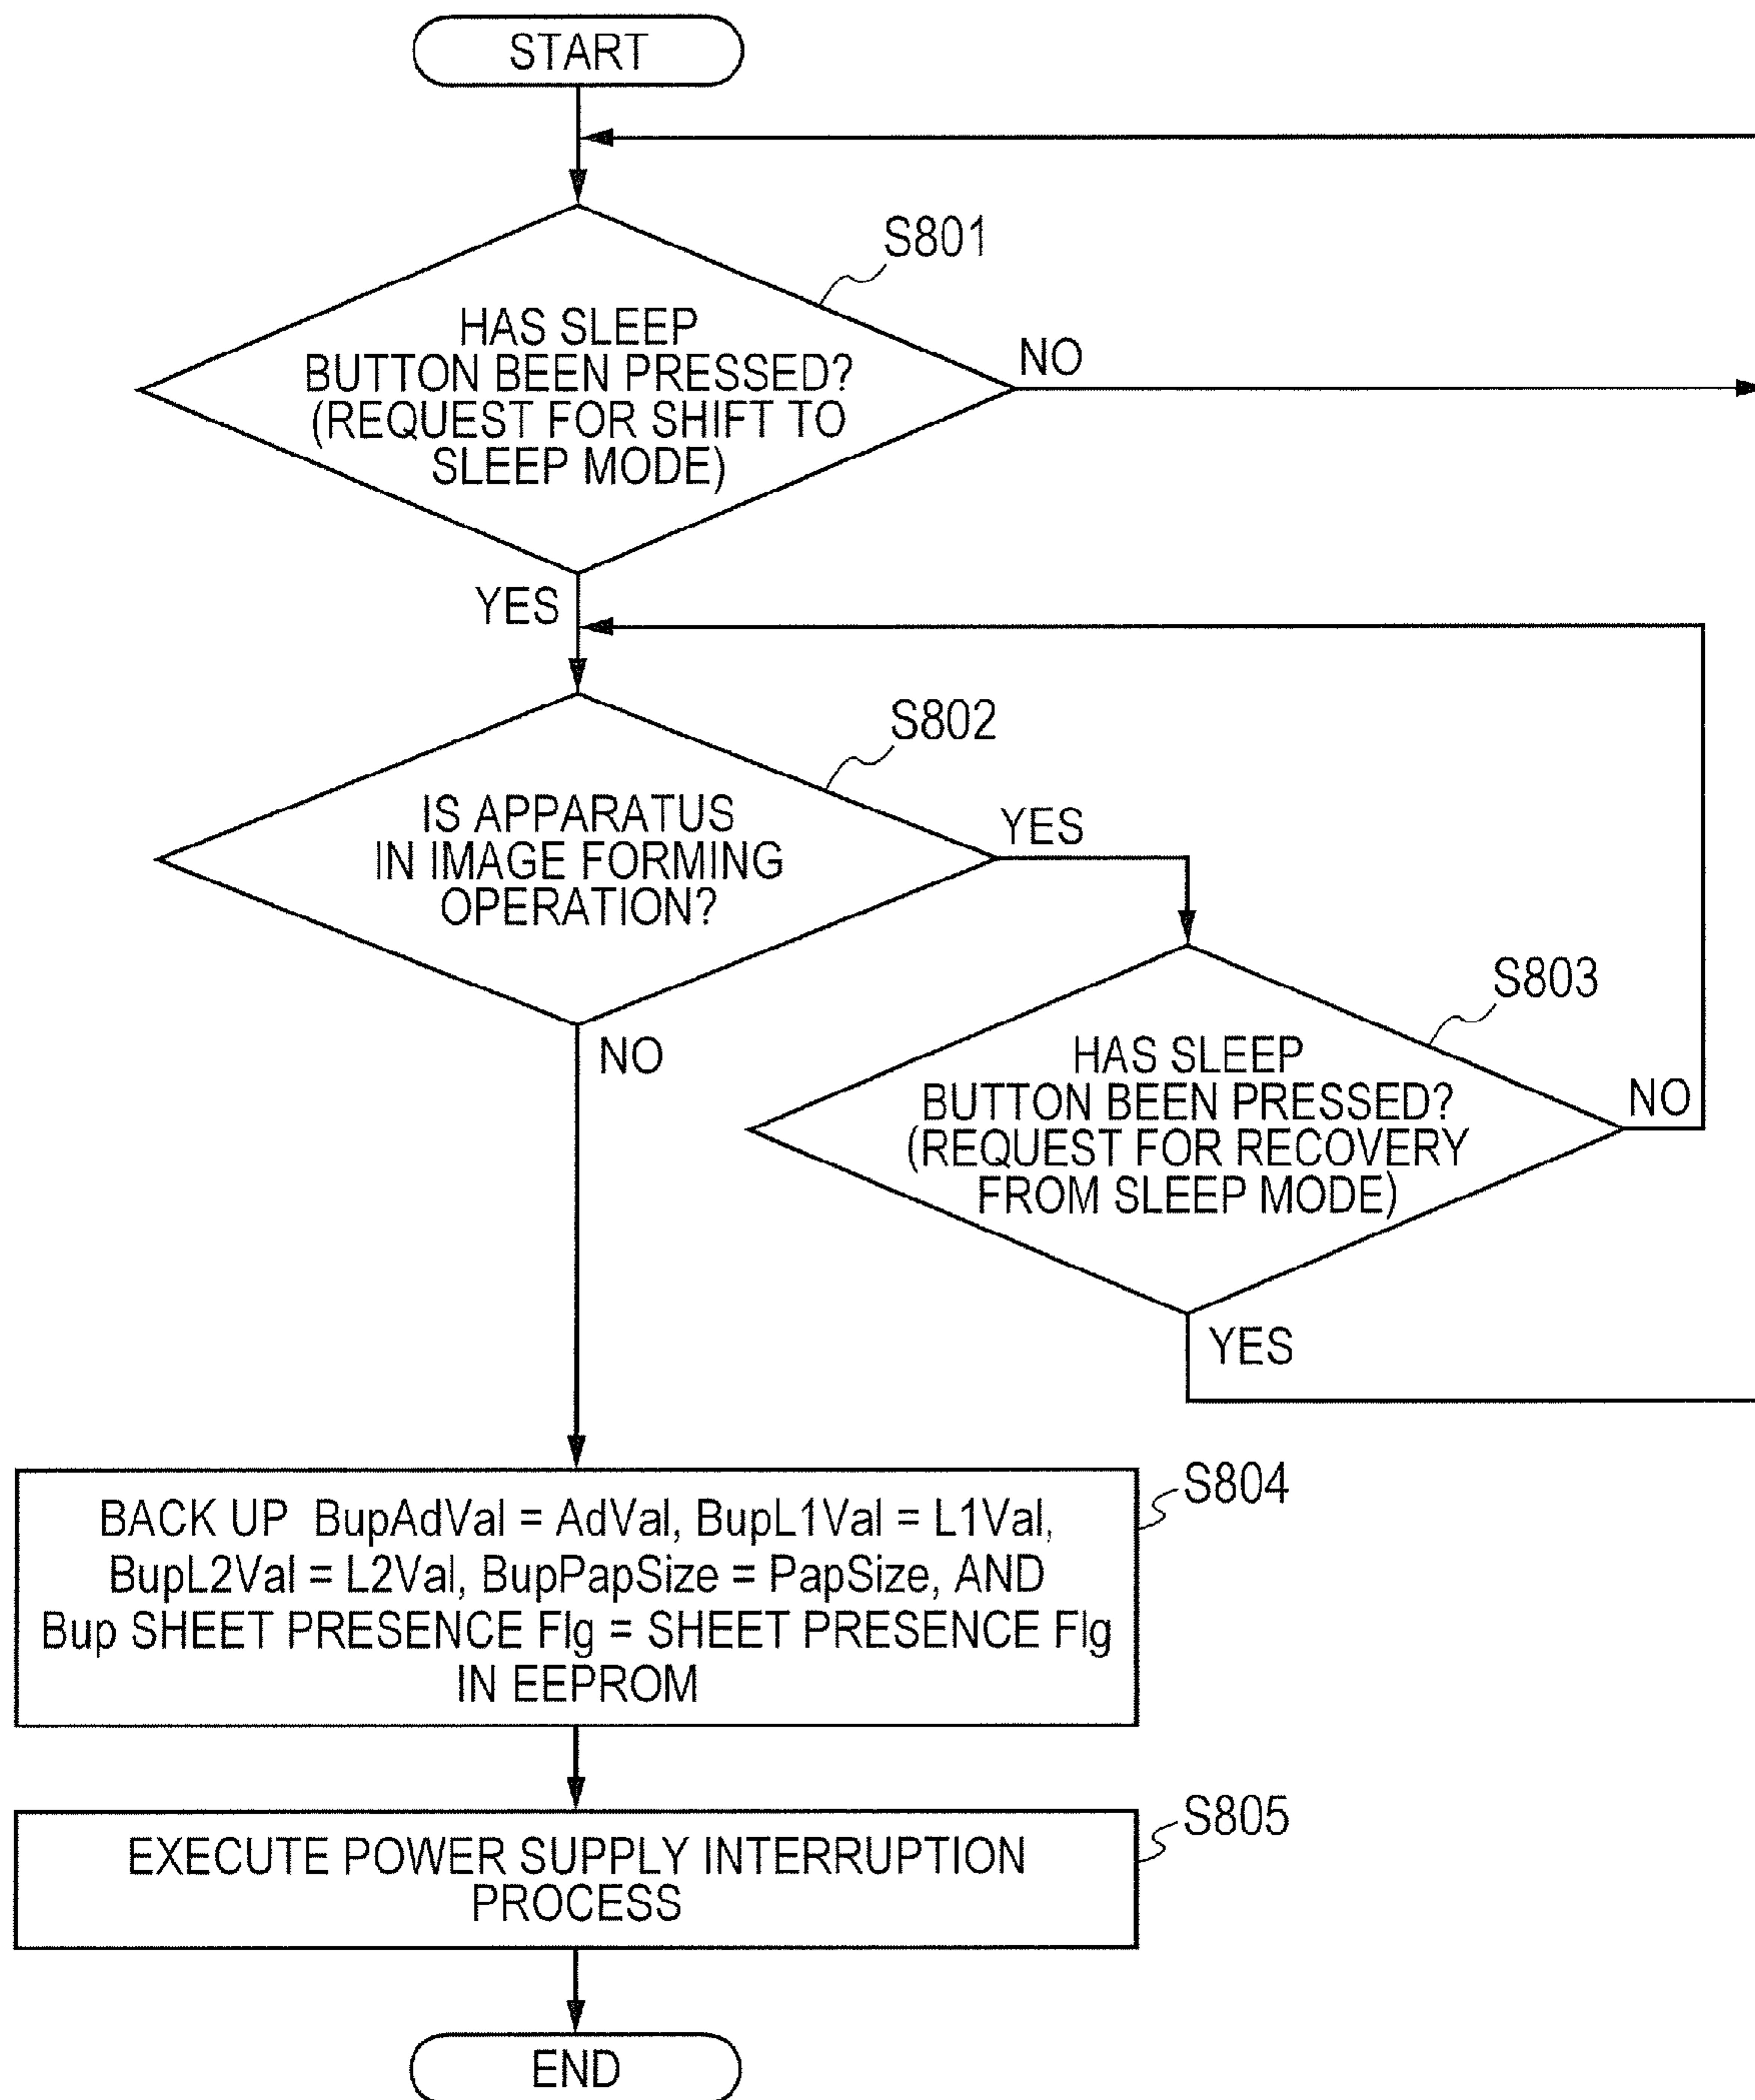 START
S801
HAS SLEEP
BUTTON BEEN PRESSED?
(REQUEST FOR SHIFT TO
SLEEP MODE)
NO
YES
S802
IS APPARATUS
IN IMAGE FORMING
OPERATION?
YES
NO
S803
HAS SLEEP
BUTTON BEEN PRESSED?
(REQUEST FOR RECOVERY
FROM SLEEP MODE)
NO
YES
S804
BACK UP BupAdVal = AdVal, BupL1Val = L1Val,
BupL2Val = L2Val, BupPapSize = PapSize, AND
Bup SHEET PRESENCE Flg = SHEET PRESENCE Flg
IN EEPROM
S805
EXECUTE POWER SUPPLY INTERRUPTION
PROCESS
END